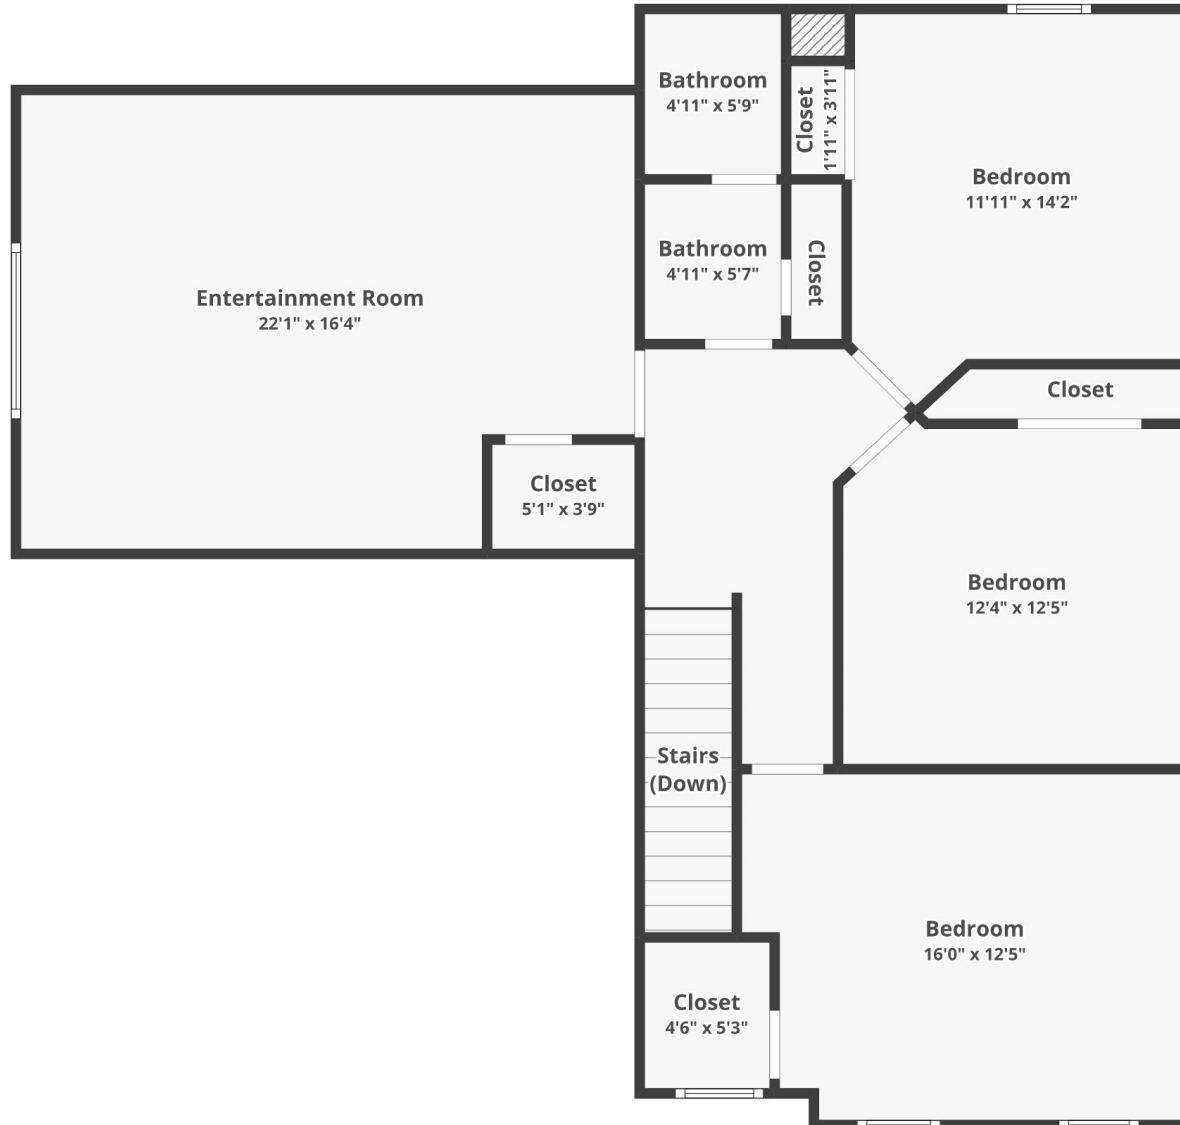 Bathroom
4'11" x 5'9"
Closet
1'11" x 3'11"
Bedroom
11'11" x 14'2"
Bathroom
4'11" x 5'7"
Closet
Entertainment Room
22'1" x 16'4"
Closet
Closet
5'1" x 3'9"
Bedroom
12'4" x 12'5"
Stairs
(Down)
Bedroom
16'0" x 12'5"
Closet
4'6" x 5'3"